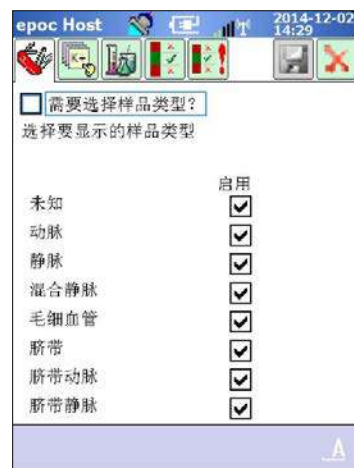 epoc Host
2014-12-02
14:29
需要选择样品类型？
选择要显示的样品类型
启用
未知
动脉
静脉
混合静脉
毛细血管
脐带
脐带动脉
脐带静脉
A